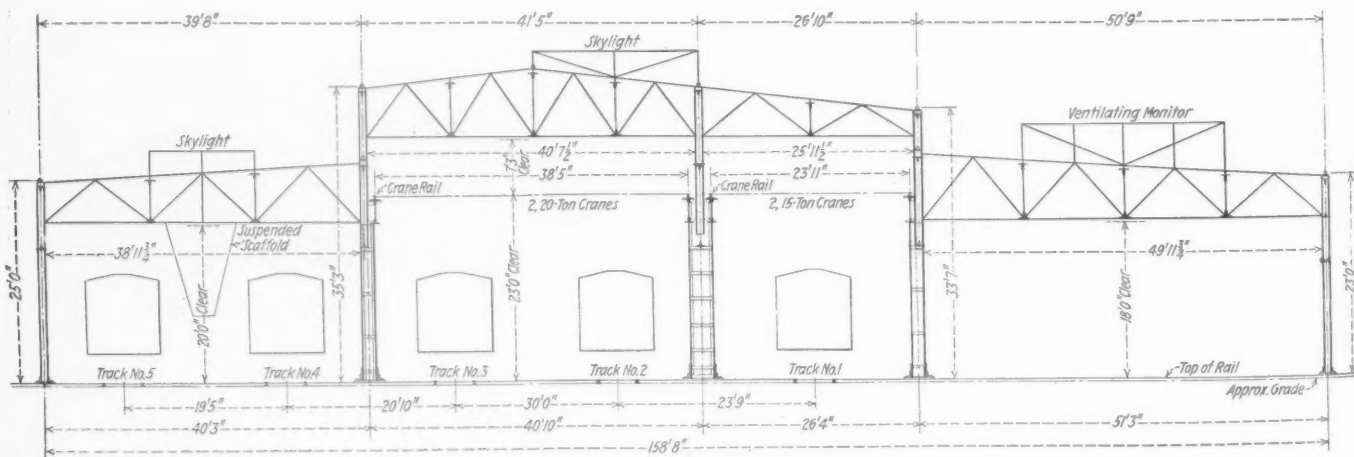 39'8"
41'5"
26'10"
50'9"
Skylight
Ventilating Monitor
Skylight
7'3"
Clear
40'7½"
25'11½"
38'5"
23'11"
Crane Rail
Crane Rail
2, 20-Ton Cranes
2, 15-Ton Cranes
Suspended
Scaffold
38'11¾"
49'11¾"
25'0"
20'0" Clear
35'3"
23'0" Clear
33'7"
18'0" Clear
23'0"
Track No.5
Track No.4
Track No.3
Track No.2
Track No.1
Top of Rail
Approx. Grade
19'5"
20'10"
30'0"
23'9"
40'3"
40'10"
26'4"
51'3"
158'8"